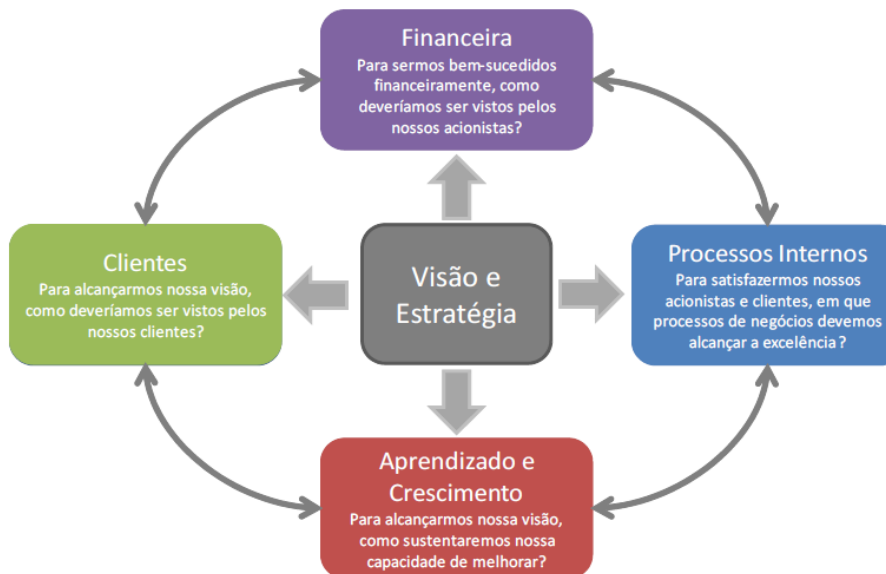 Financeira
Para sermos bem-sucedidos
financeiramente, como
deveríamos ser vistos pelos
nossos acionistas?
Clientes
Para alcançarmos nossa visão,
como deveríamos ser vistos pelos
nossos clientes?
Visão e
Estratégia
Processos Internos
Para satisfazermos nossos
acionistas e clientes, em que
processos de negócios devemos
alcançar a excelência?
Aprendizado e
Crescimento
Para alcançarmos nossa visão,
como sustentaremos nossa
capacidade de melhorar?